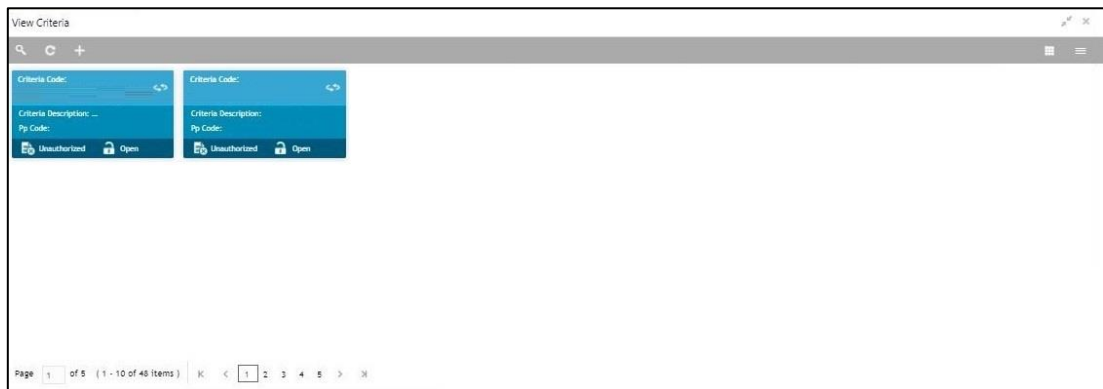 View Criteria
Criteria Code:
Criteria Description: ...
Pp Code:
Unauthorized Open
Criteria Code:
Criteria Description:
Pp Code:
Unauthorized Open
Page 1 of 5 ( 1 - 10 of 48 items ) 1 2 3 4 5